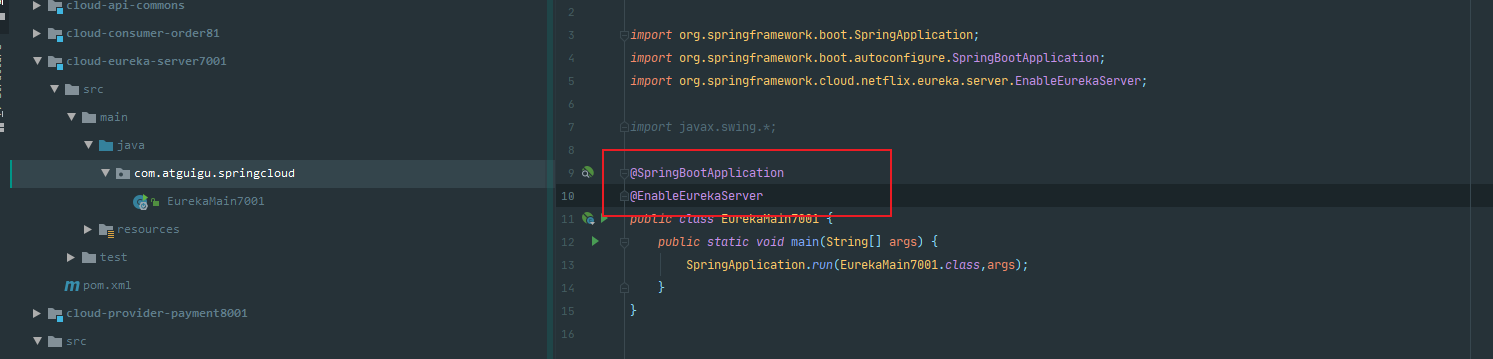 cloud-api-commons
cloud-consumer-order81
cloud-eureka-server7001
src
main
java
com.atguigu.springcloud
EurekaMain7001
resources
test
pom.xml
cloud-provider-payment8001
src
2
3 import org.springframework.boot.SpringApplication;
4 import org.springframework.boot.autoconfigure.SpringBootApplication;
5 import org.springframework.cloud.netflix.eureka.server.EnableEurekaServer;
6
7 import javax.swing.*;
8
9 @SpringBootApplication
10 @EnableEurekaServer
11 public class EurekaMain7001 {
12 public static void main(String[] args) {
13 SpringApplication.run(EurekaMain7001.class,args);
14 }
15 }
16